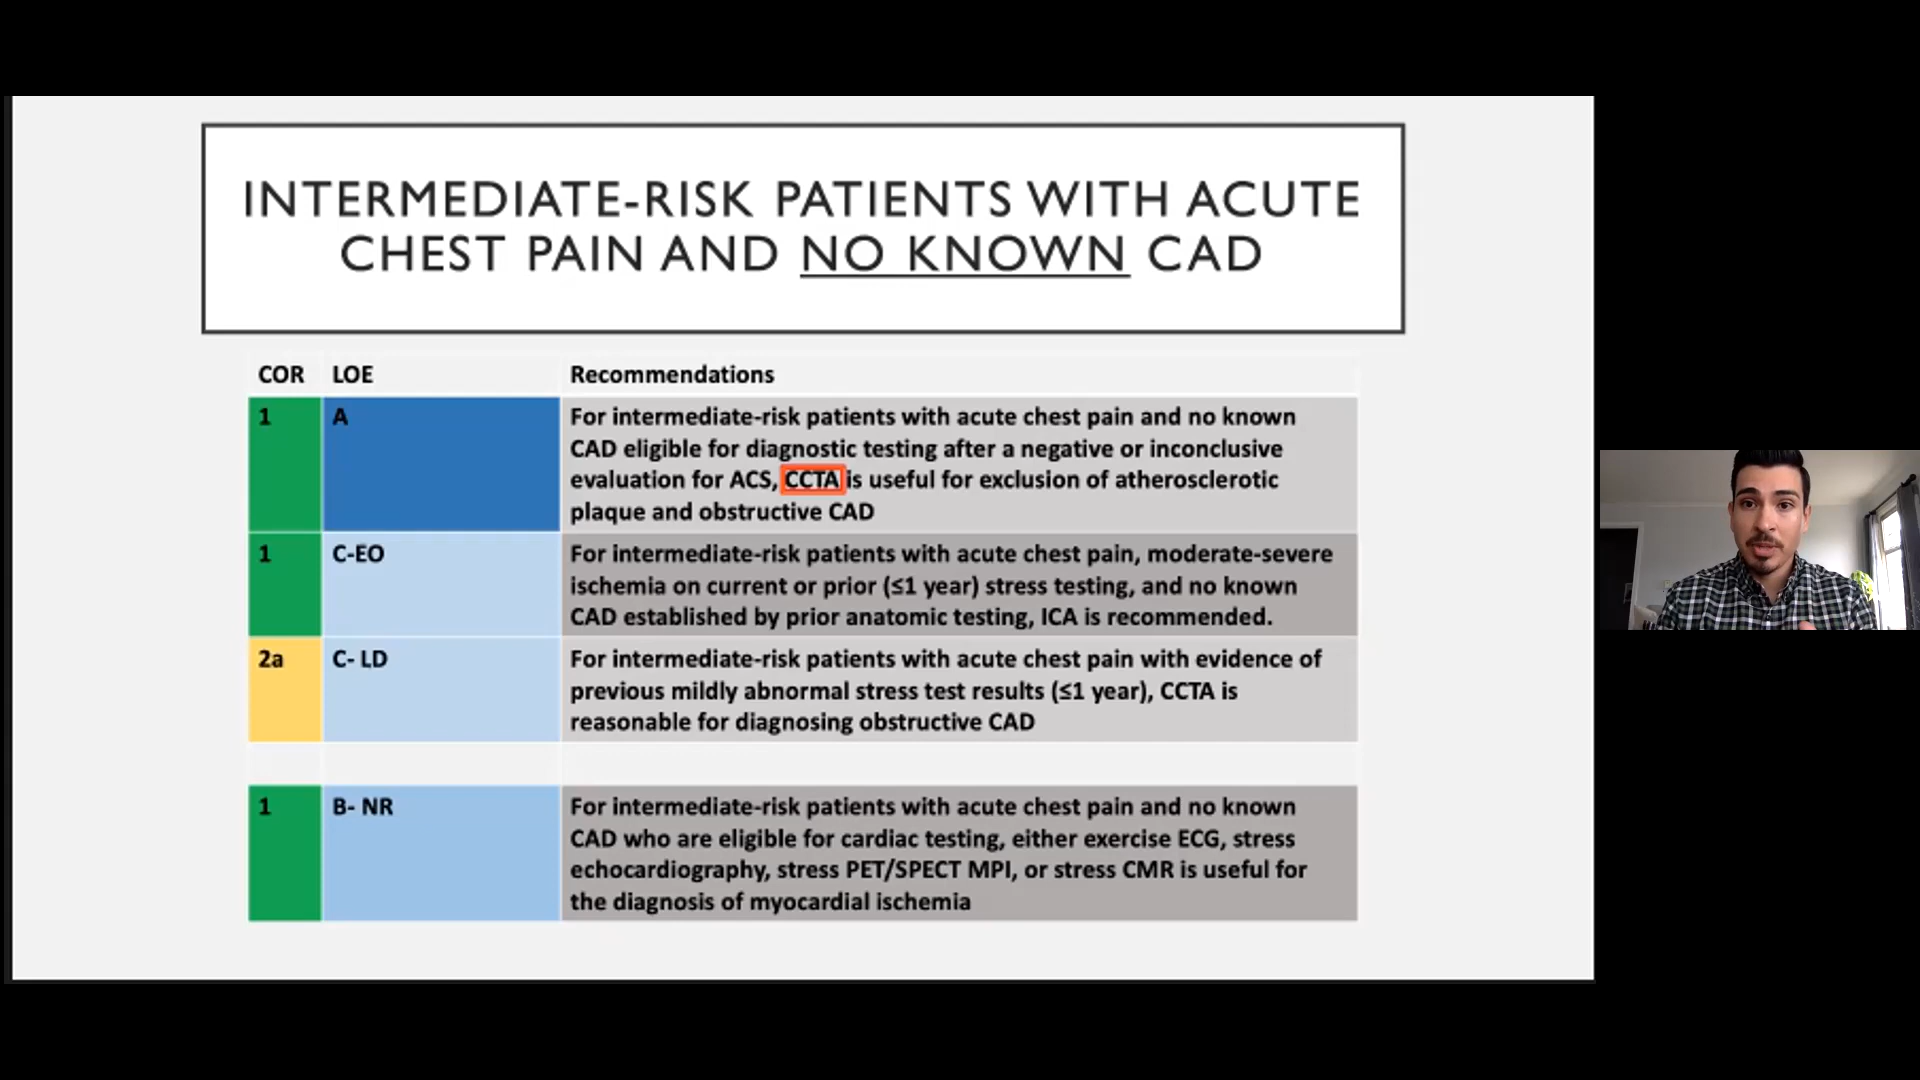 INTERMEDIATE-RISK PATIENTS WITH ACUTE
CHEST PAIN AND NO KNOWN CAD
COR LOE Recommendations
1 A For intermediate-risk patients with acute chest pain and no known
CAD eligible for diagnostic testing after a negative or inconclusive
evaluation for ACS, CCTA is useful for exclusion of atherosclerotic
plaque and obstructive CAD
1 C-EO For intermediate-risk patients with acute chest pain, moderate-severe
ischemia on current or prior (≤1 year) stress testing, and no known
CAD established by prior anatomic testing, ICA is recommended.
2a C- LD For intermediate-risk patients with acute chest pain with evidence of
previous mildly abnormal stress test results (≤1 year), CCTA is
reasonable for diagnosing obstructive CAD
1 B- NR For intermediate-risk patients with acute chest pain and no known
CAD who are eligible for cardiac testing, either exercise ECG, stress
echocardiography, stress PET/SPECT MPI, or stress CMR is useful for
the diagnosis of myocardial ischemia